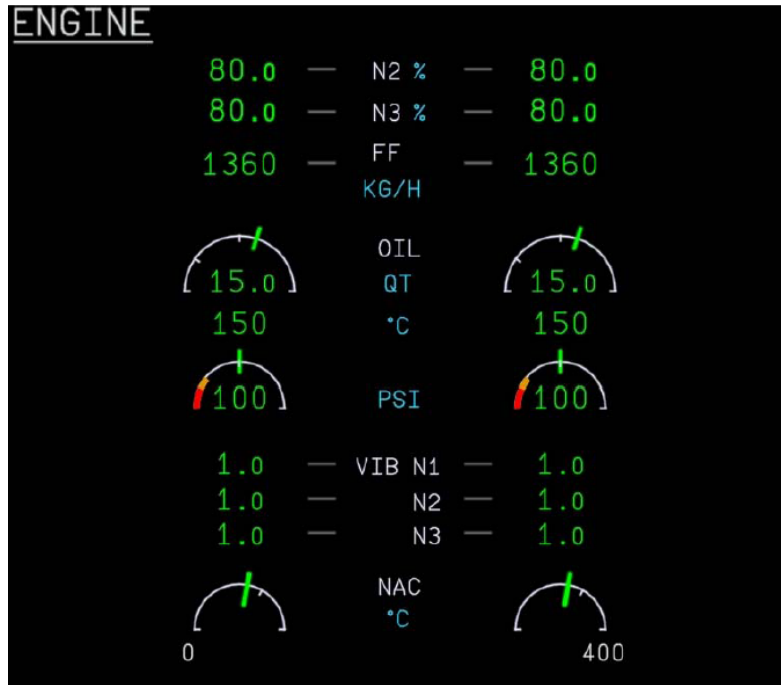 ENGINE
80.0 — N2 % — 80.0
80.0 — N3 % — 80.0
1360 — FF — 1360
KG/H
OIL
15.0 QT 15.0
150 °C 150
100 PSI 100
1.0 — VIB N1 — 1.0
1.0 — N2 — 1.0
1.0 — N3 — 1.0
NAC
°C
0 400